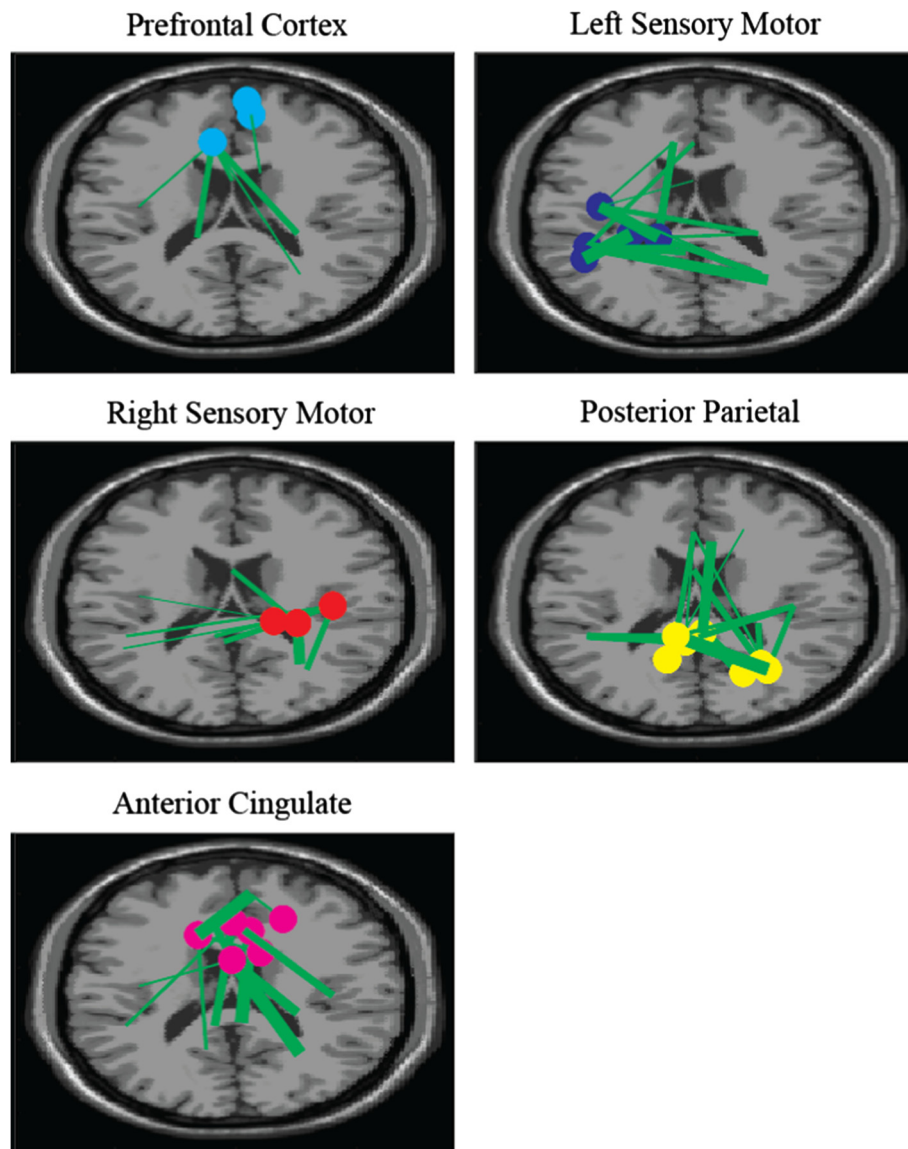 Prefrontal Cortex
Left Sensory Motor
Right Sensory Motor
Posterior Parietal
Anterior Cingulate